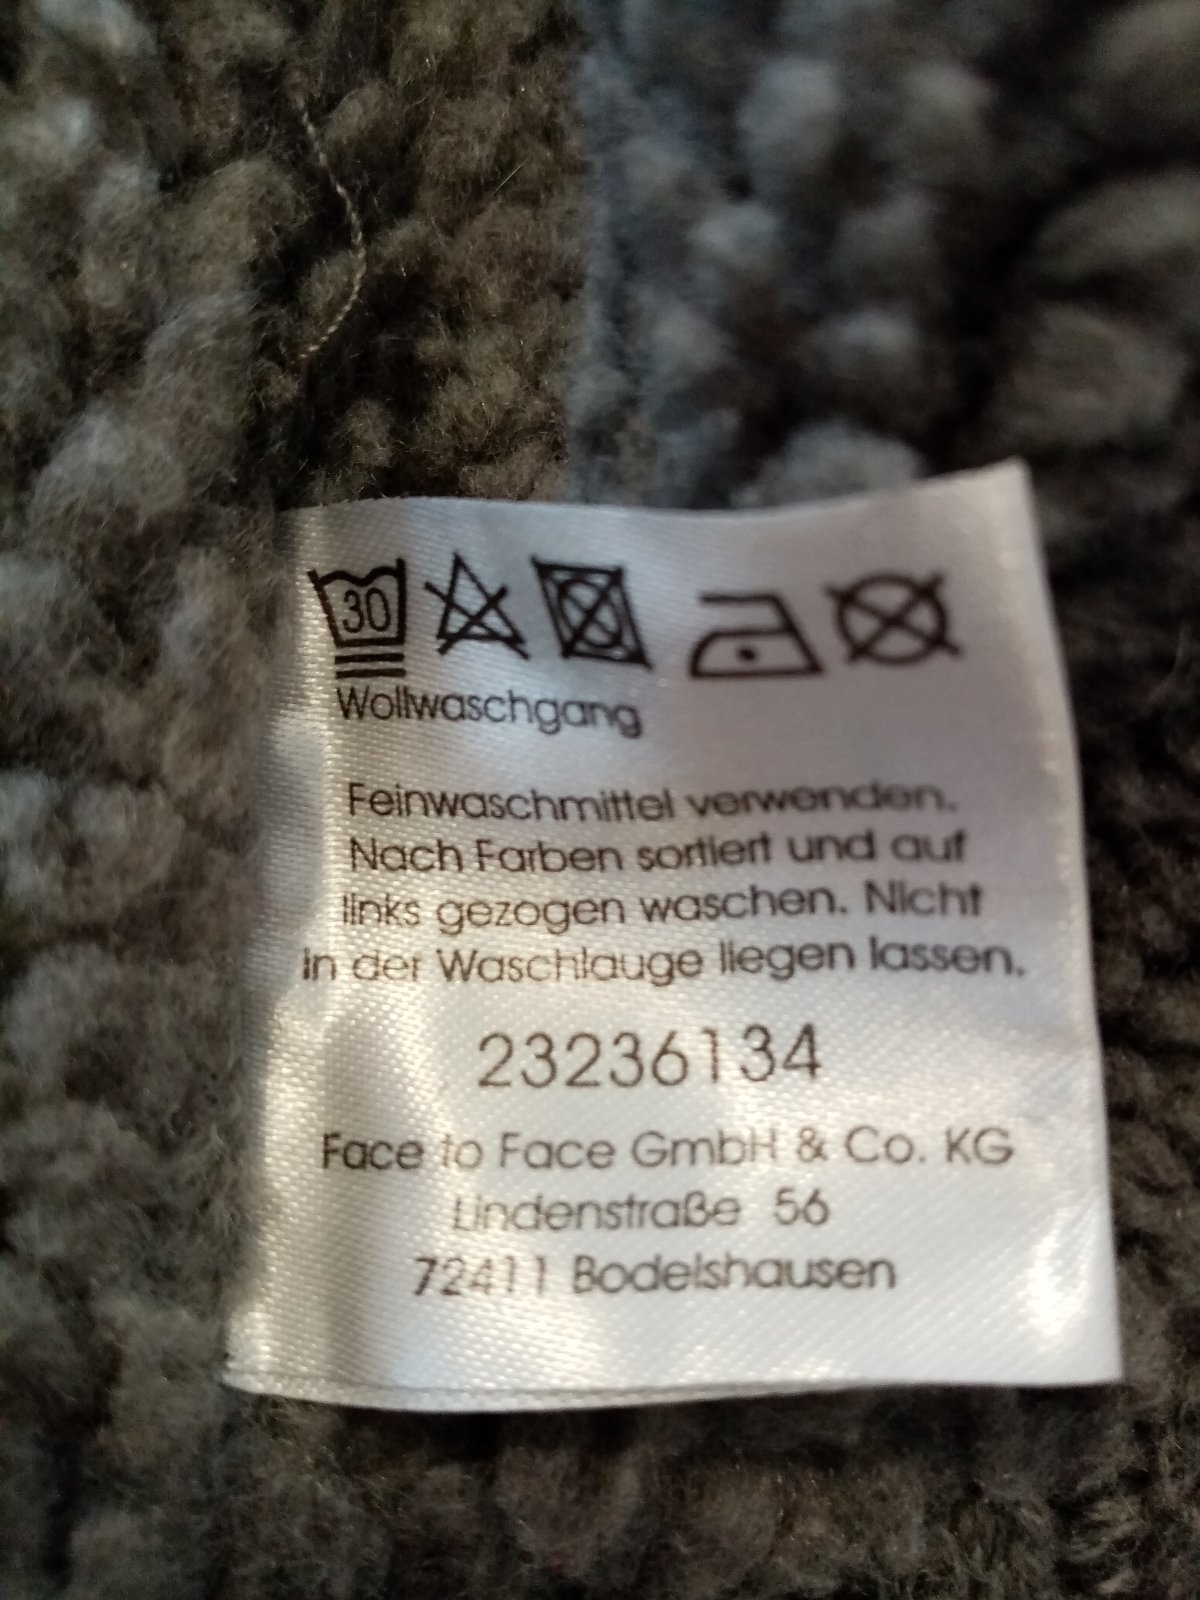 30
Wollwaschgang
Feinwaschmittel verwenden.
Nach Farben sortiert und auf
links gezogen waschen. Nicht
in der Waschlauge liegen lassen.
23236134
Face to Face GmbH & Co. KG
Lindenstraße 56
72411 Bodelshausen